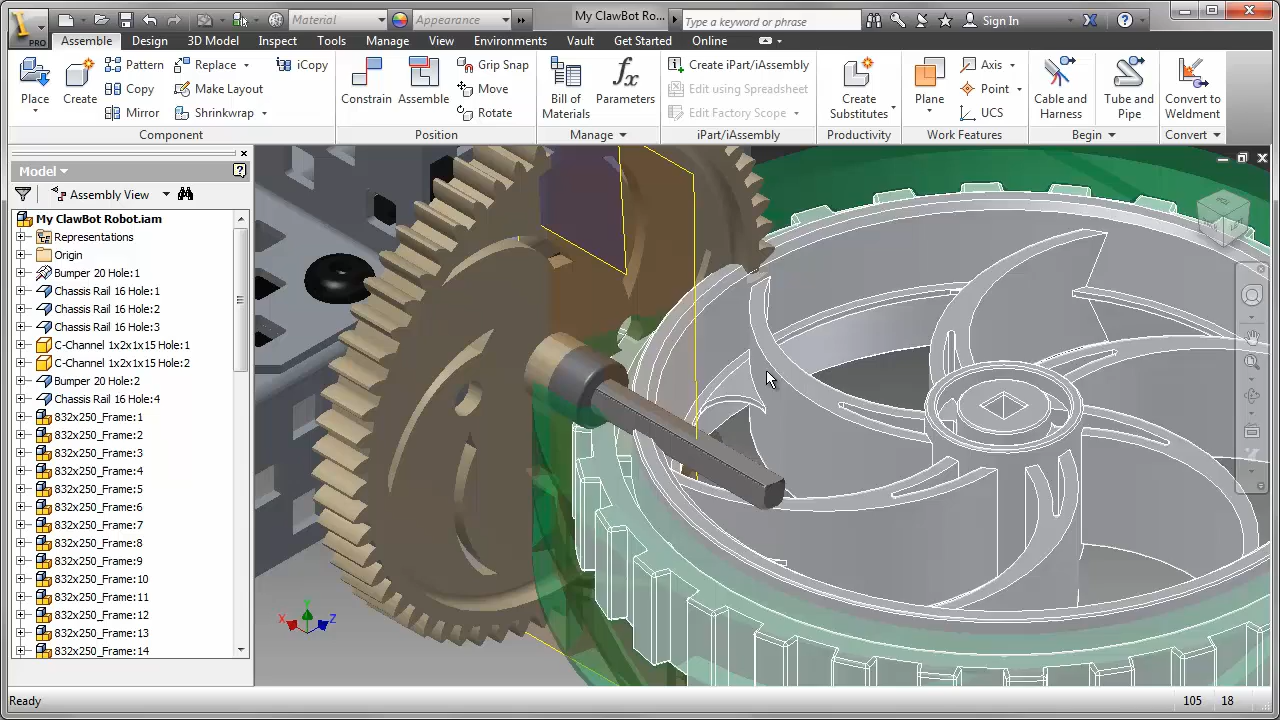 PRO
Material
Appearance
My ClawBot Ro...
Type a keyword or phrase
Sign In
Assemble Design 3D Model Inspect Tools Manage View Environments Vault Get Started Online
Place
Create
Pattern
Copy
Mirror
Replace
Make Layout
Shrinkwrap
iCopy
Component
Constrain
Assemble
Grip Snap
Move
Rotate
Position
Bill of
Materials
fx
Parameters
Manage
Create iPart/iAssembly
Edit using Spreadsheet
Edit Factory Scope
iPart/iAssembly
Create
Substitutes
Productivity
Plane
Axis
Point
UCS
Work Features
Cable and
Harness
Tube and
Pipe
Begin
Convert to
Weldment
Convert
Model
Assembly View
My ClawBot Robot.iam
Representations
Origin
Bumper 20 Hole:1
Chassis Rail 16 Hole:1
Chassis Rail 16 Hole:2
Chassis Rail 16 Hole:3
C-Channel 1x2x1x15 Hole:1
C-Channel 1x2x1x15 Hole:2
Bumper 20 Hole:2
Chassis Rail 16 Hole:4
832x250_Frame:1
832x250_Frame:2
832x250_Frame:3
832x250_Frame:4
832x250_Frame:5
832x250_Frame:6
832x250_Frame:7
832x250_Frame:8
832x250_Frame:9
832x250_Frame:10
832x250_Frame:11
832x250_Frame:12
832x250_Frame:13
832x250_Frame:14
X Y Z
Ready
105 18